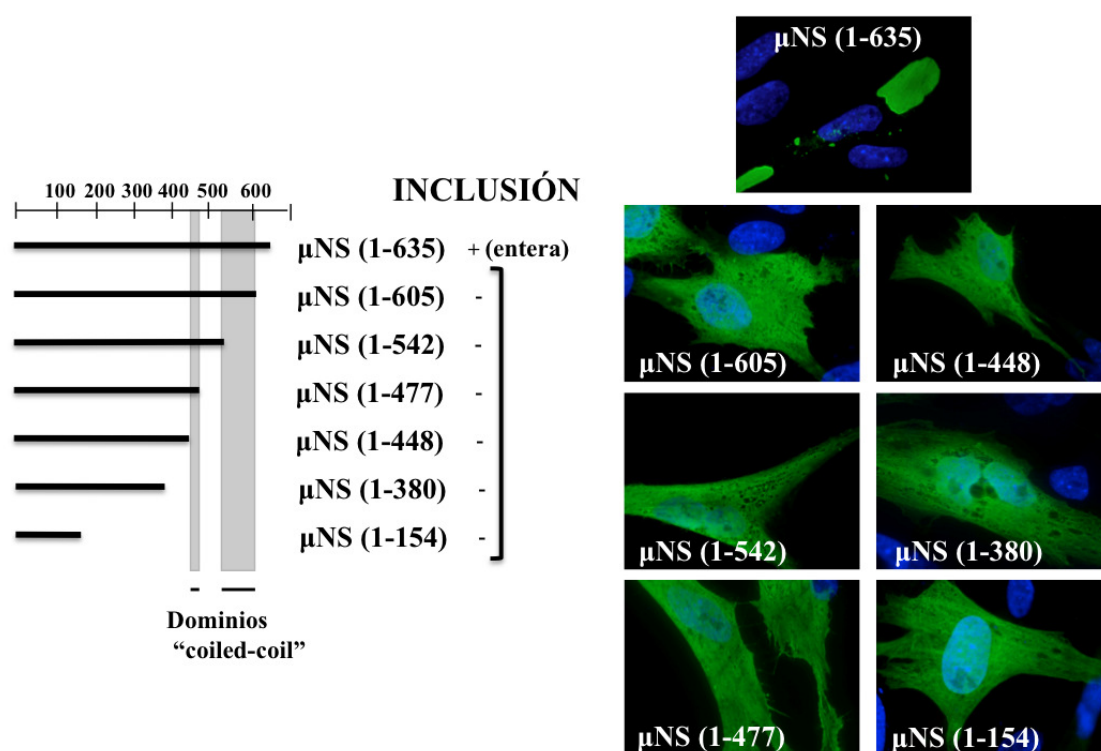 100 200 300 400 500 600
INCLUSIÓN
µNS (1-635) + (entera)
µNS (1-605) -
µNS (1-542) -
µNS (1-477) -
µNS (1-448) -
µNS (1-380) -
µNS (1-154) -
Dominios
“coiled-coil”
µNS (1-635)
µNS (1-605)
µNS (1-448)
µNS (1-542)
µNS (1-380)
µNS (1-477)
µNS (1-154)